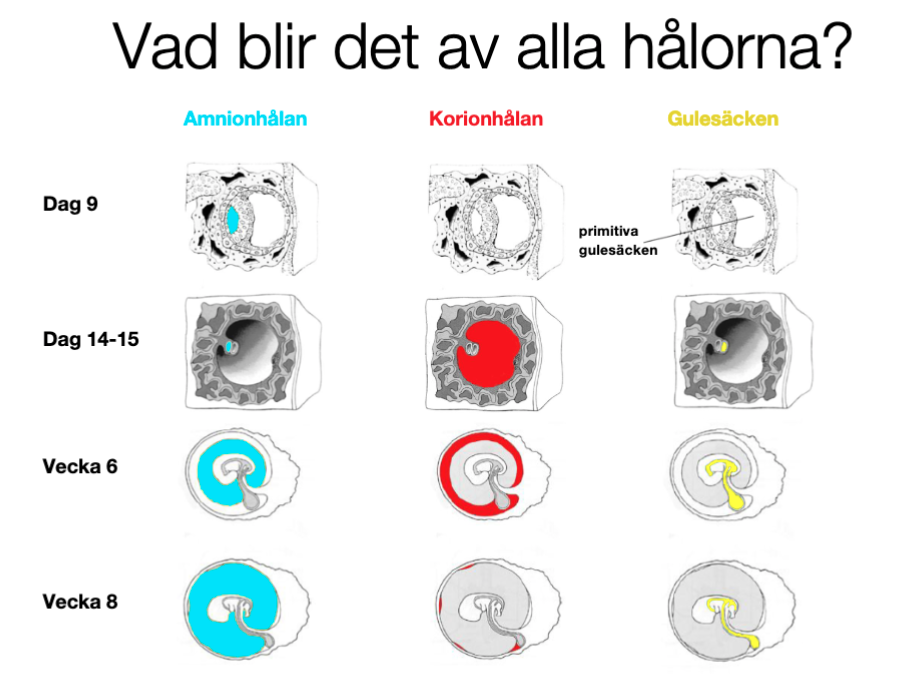 Vad blir det av alla hålorna?
Amnionhålan
Korionhålan
Gulesäcken
Dag 9
primitiva
gulesäcken
Dag 14-15
Vecka 6
Vecka 8